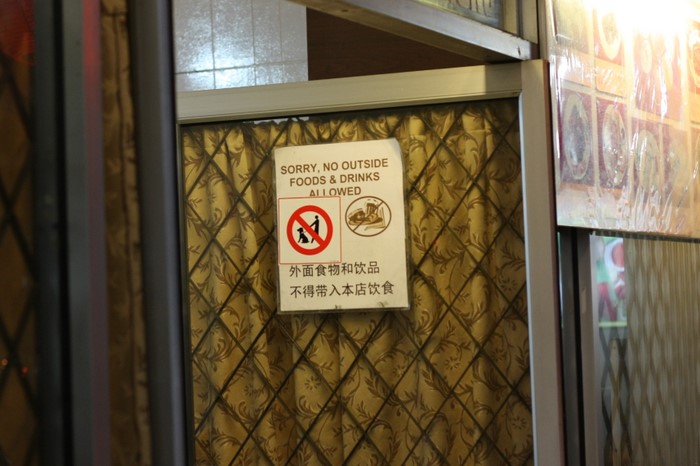 SORRY, NO OUTSIDE
FOODS & DRINKS
ALLOWED
外面食物和饮品
不得带入本店饮食